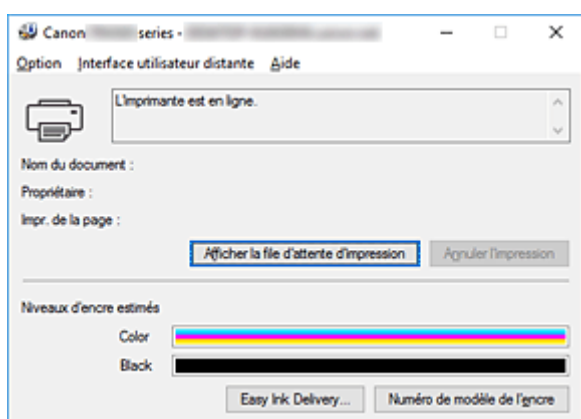 Canon series -
Option Interface utilisateur distante Aide
L'imprimante est en ligne.
Nom du document :
Propriétaire :
Impr. de la page :
Afficher la file d'attente d'impression Annuler l'impression
Niveaux d'encre estimés
Color
Black
Easy Ink Delivery... Numéro de modèle de l'encre